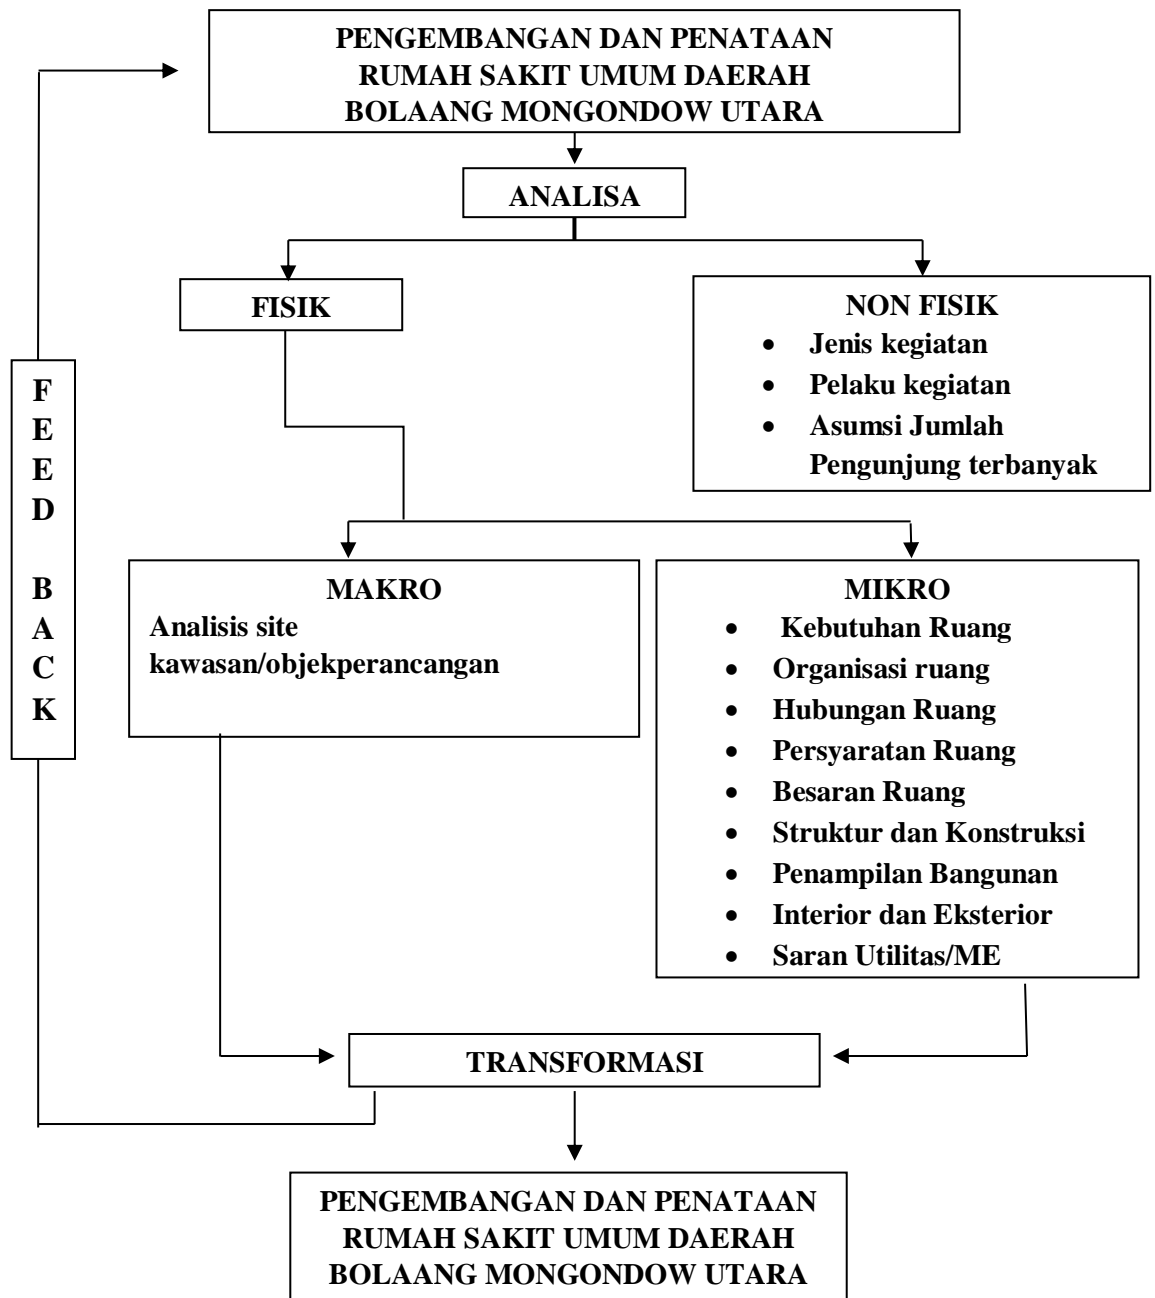 PENGEMBANGAN DAN PENATAAN
RUMAH SAKIT UMUM DAERAH
BOLAANG MONGONDOW UTARA
ANALISA
FISIK
NON FISIK
• Jenis kegiatan
• Pelaku kegiatan
• Asumsi Jumlah
Pengunjung terbanyak
F
E
E
D
B
A
C
K
MAKRO
Analisis site
kawasan/objekperancangan
MIKRO
• Kebutuhan Ruang
• Organisasi ruang
• Hubungan Ruang
• Persyaratan Ruang
• Besaran Ruang
• Struktur dan Konstruksi
• Penampilan Bangunan
• Interior dan Eksterior
• Saran Utilitas/ME
TRANSFORMASI
PENGEMBANGAN DAN PENATAAN
RUMAH SAKIT UMUM DAERAH
BOLAANG MONGONDOW UTARA